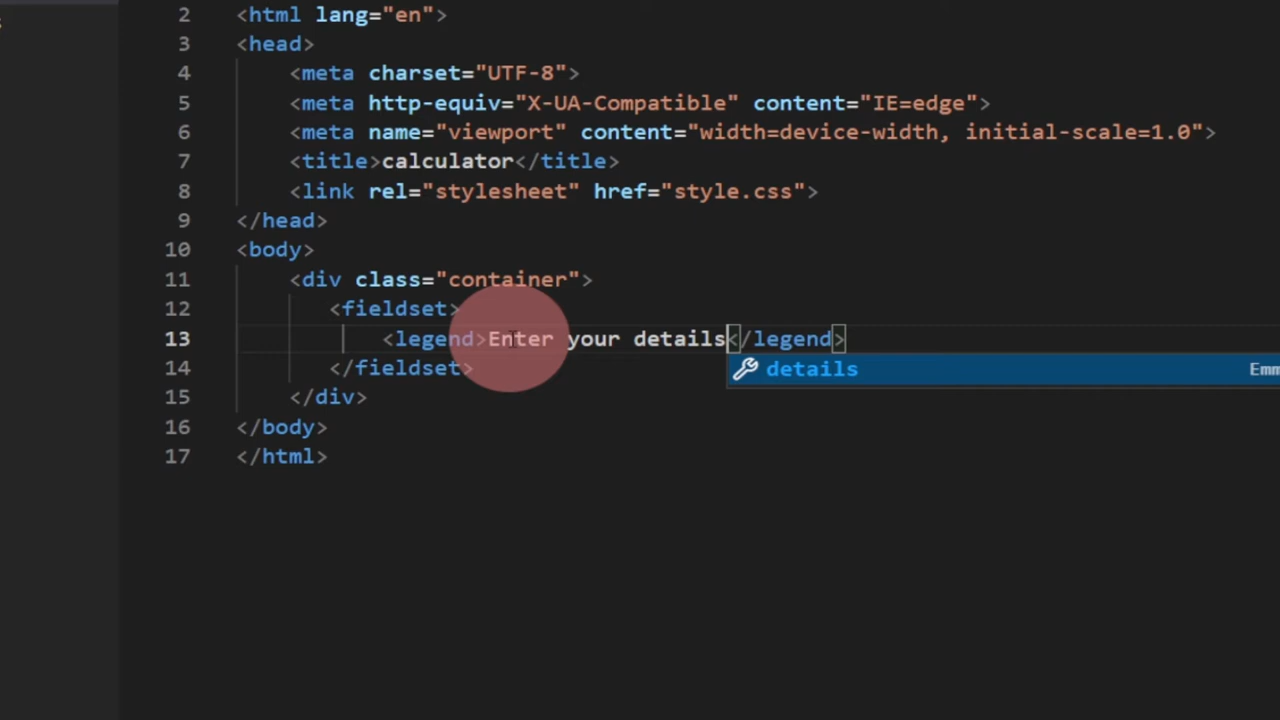 2 <html lang="en">
3 <head>
4 <meta charset="UTF-8">
5 <meta http-equiv="X-UA-Compatible" content="IE=edge">
6 <meta name="viewport" content="width=device-width, initial-scale=1.0">
7 <title>calculator</title>
8 <link rel="stylesheet" href="style.css">
9 </head>
10 <body>
11 <div class="container">
12 <fieldset>
13 <legend>Enter your details</legend>
details Emm
14 </fieldset>
15 </div>
16 </body>
17 </html>